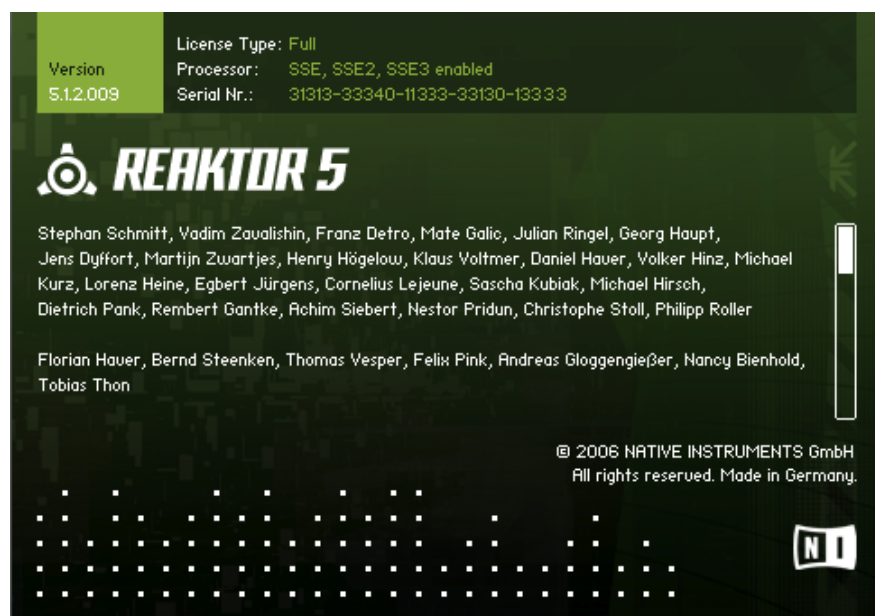 License Type: Full
Version
Processor: SSE, SSE2, SSE3 enabled
5.1.2.009
Serial Nr.: 31313-33340-11333-33130-13333
REAKTOR 5
Stephan Schmitt, Vadim Zavalishin, Franz Detro, Mate Galic, Julian Ringel, Georg Haupt,
Jens Dyffort, Martijn Zwartjes, Henry Högelow, Klaus Voltmer, Daniel Haver, Volker Hinz, Michael
Kurz, Lorenz Heine, Egbert Jürgens, Cornelius Lejeune, Sascha Kubiak, Michael Hirsch,
Dietrich Pank, Rembert Gantke, Achim Siebert, Nestor Pridun, Christophe Stoll, Philipp Roller
Florian Haver, Bernd Steenken, Thomas Vesper, Felix Pink, Andreas Gloggengießer, Nancy Bienhold,
Tobias Thon
© 2006 NATIVE INSTRUMENTS GmbH
All rights reserved. Made in Germany.
NI